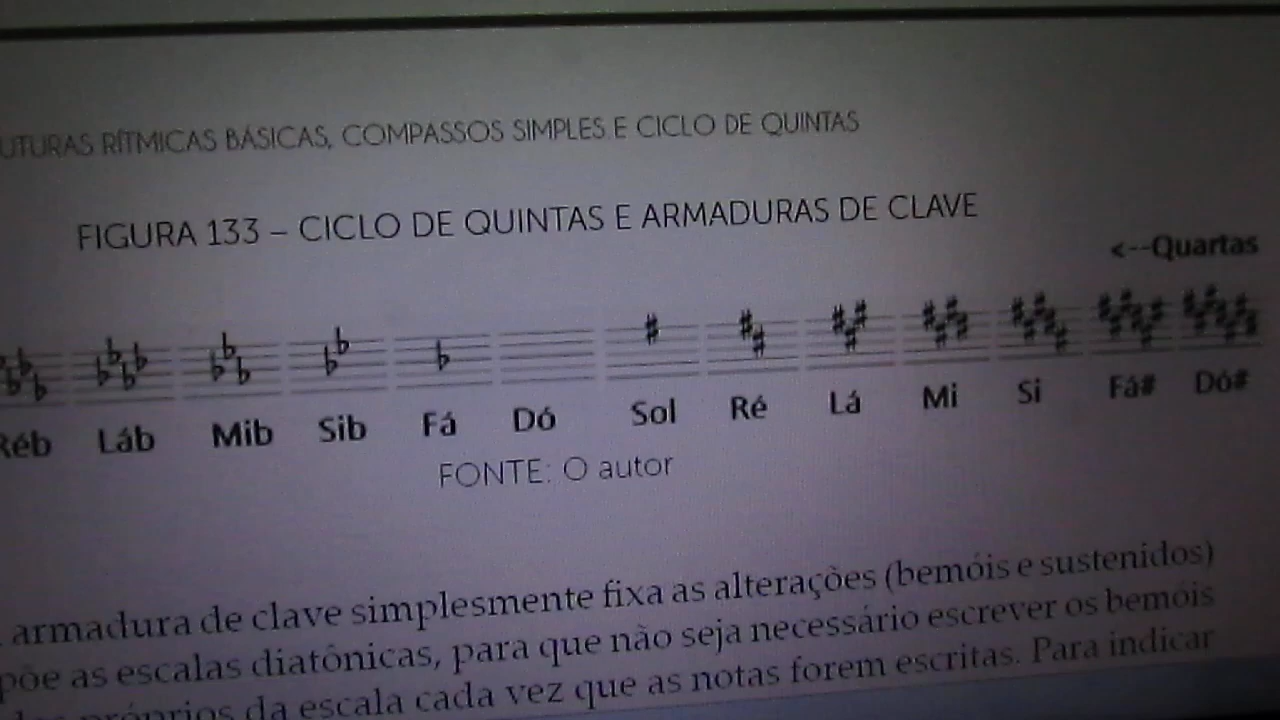 UTURAS RÍTMICAS BÁSICAS, COMPASSOS SIMPLES E CICLO DE QUINTAS
FIGURA 133 – CICLO DE QUINTAS E ARMADURAS DE CLAVE
<--Quartas
Réb Láb Mib Sib Fá Dó Sol Ré Lá Mi Si Fá# Dó#
FONTE: O autor
armadura de clave simplesmente fixa as alterações (bemóis e sustenidos)
põe as escalas diatônicas, para que não seja necessário escrever os bemóis
próprios da escala cada vez que as notas forem escritas. Para indicar